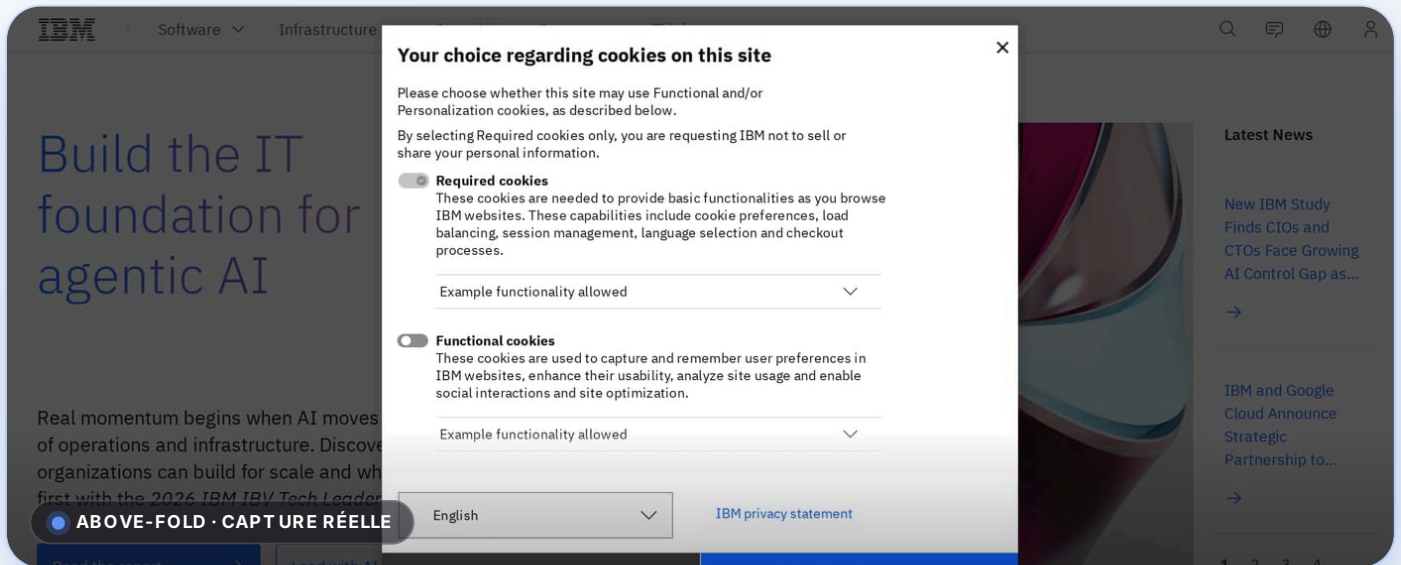 IBM
Software
Infrastructure
Your choice regarding cookies on this site
Please choose whether this site may use Functional and/or
Personalization cookies, as described below.
By selecting Required cookies only, you are requesting IBM not to sell or
share your personal information.
Required cookies
These cookies are needed to provide basic functionalities as you browse
IBM websites. These capabilities include cookie preferences, load
balancing, session management, language selection and checkout
processes.
Example functionality allowed
Functional cookies
These cookies are used to capture and remember user preferences in
IBM websites, enhance their usability, analyze site usage and enable
social interactions and site optimization.
Example functionality allowed
English
IBM privacy statement
Build the IT
foundation for
agentic AI
Real momentum begins when AI moves
of operations and infrastructure.
organizations can build for scale and
first with the 2026 IBM IBV Tech
ABOVE-FOLD · CAPTURE RÉELLE
Latest News
New IBM Study
Finds CIOs and
CTOs Face Growing
AI Control Gap as...
IBM and Google
Cloud Announce
Strategic
Partnership to...